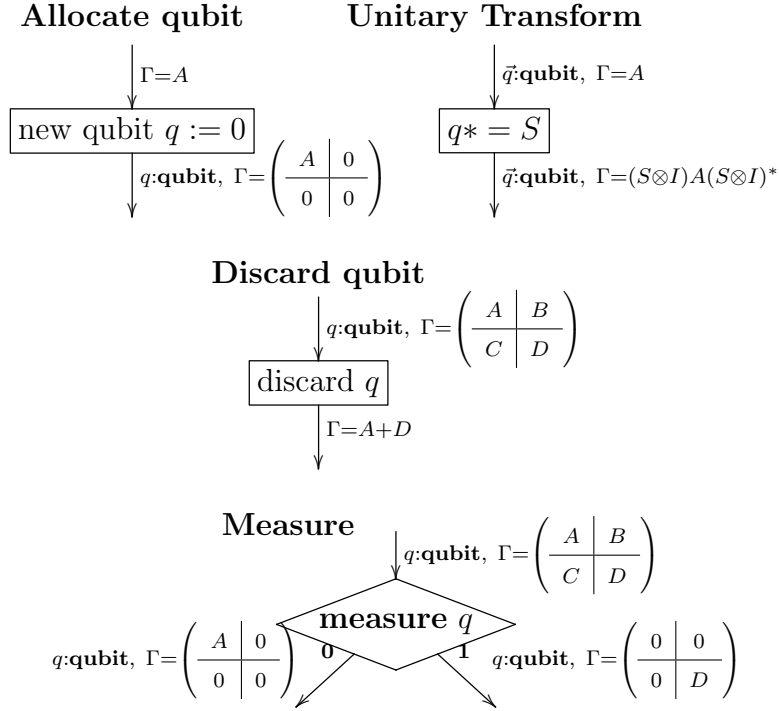 Allocate qubit
Unitary Transform
Γ=A
q⃗:qubit, Γ=A
new qubit q := 0
q∗ = S
q:qubit, Γ=( A | 0
0 | 0 )
q⃗:qubit, Γ=(S⊗I)A(S⊗I)*
Discard qubit
q:qubit, Γ=( A | B
C | D )
discard q
Γ=A+D
Measure
q:qubit, Γ=( A | B
C | D )
measure q
q:qubit, Γ=( A | 0
0 | 0 )
0
1
q:qubit, Γ=( 0 | 0
0 | D )